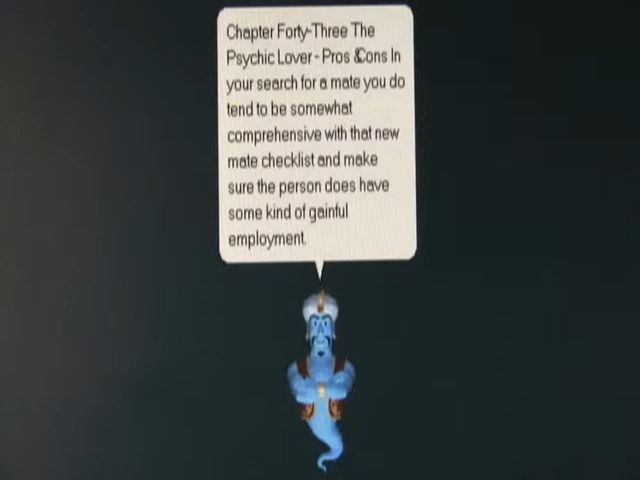 Chapter Forty-Three The
Psychic Lover - Pros &Cons In
your search for a mate you do
tend to be somewhat
comprehensive with that new
mate checklist and make
sure the person does have
some kind of gainful
employment.